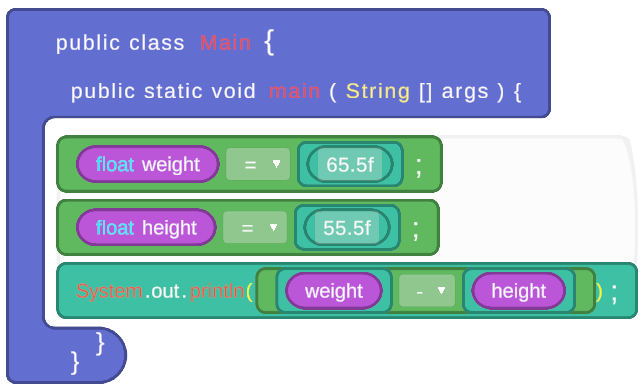 public class Main {
public static void main ( String [] args ) {
float weight = ▾ 65.5f ;
float height = ▾ 55.5f ;
System.out.println( weight - ▾ height ) ;
}
}